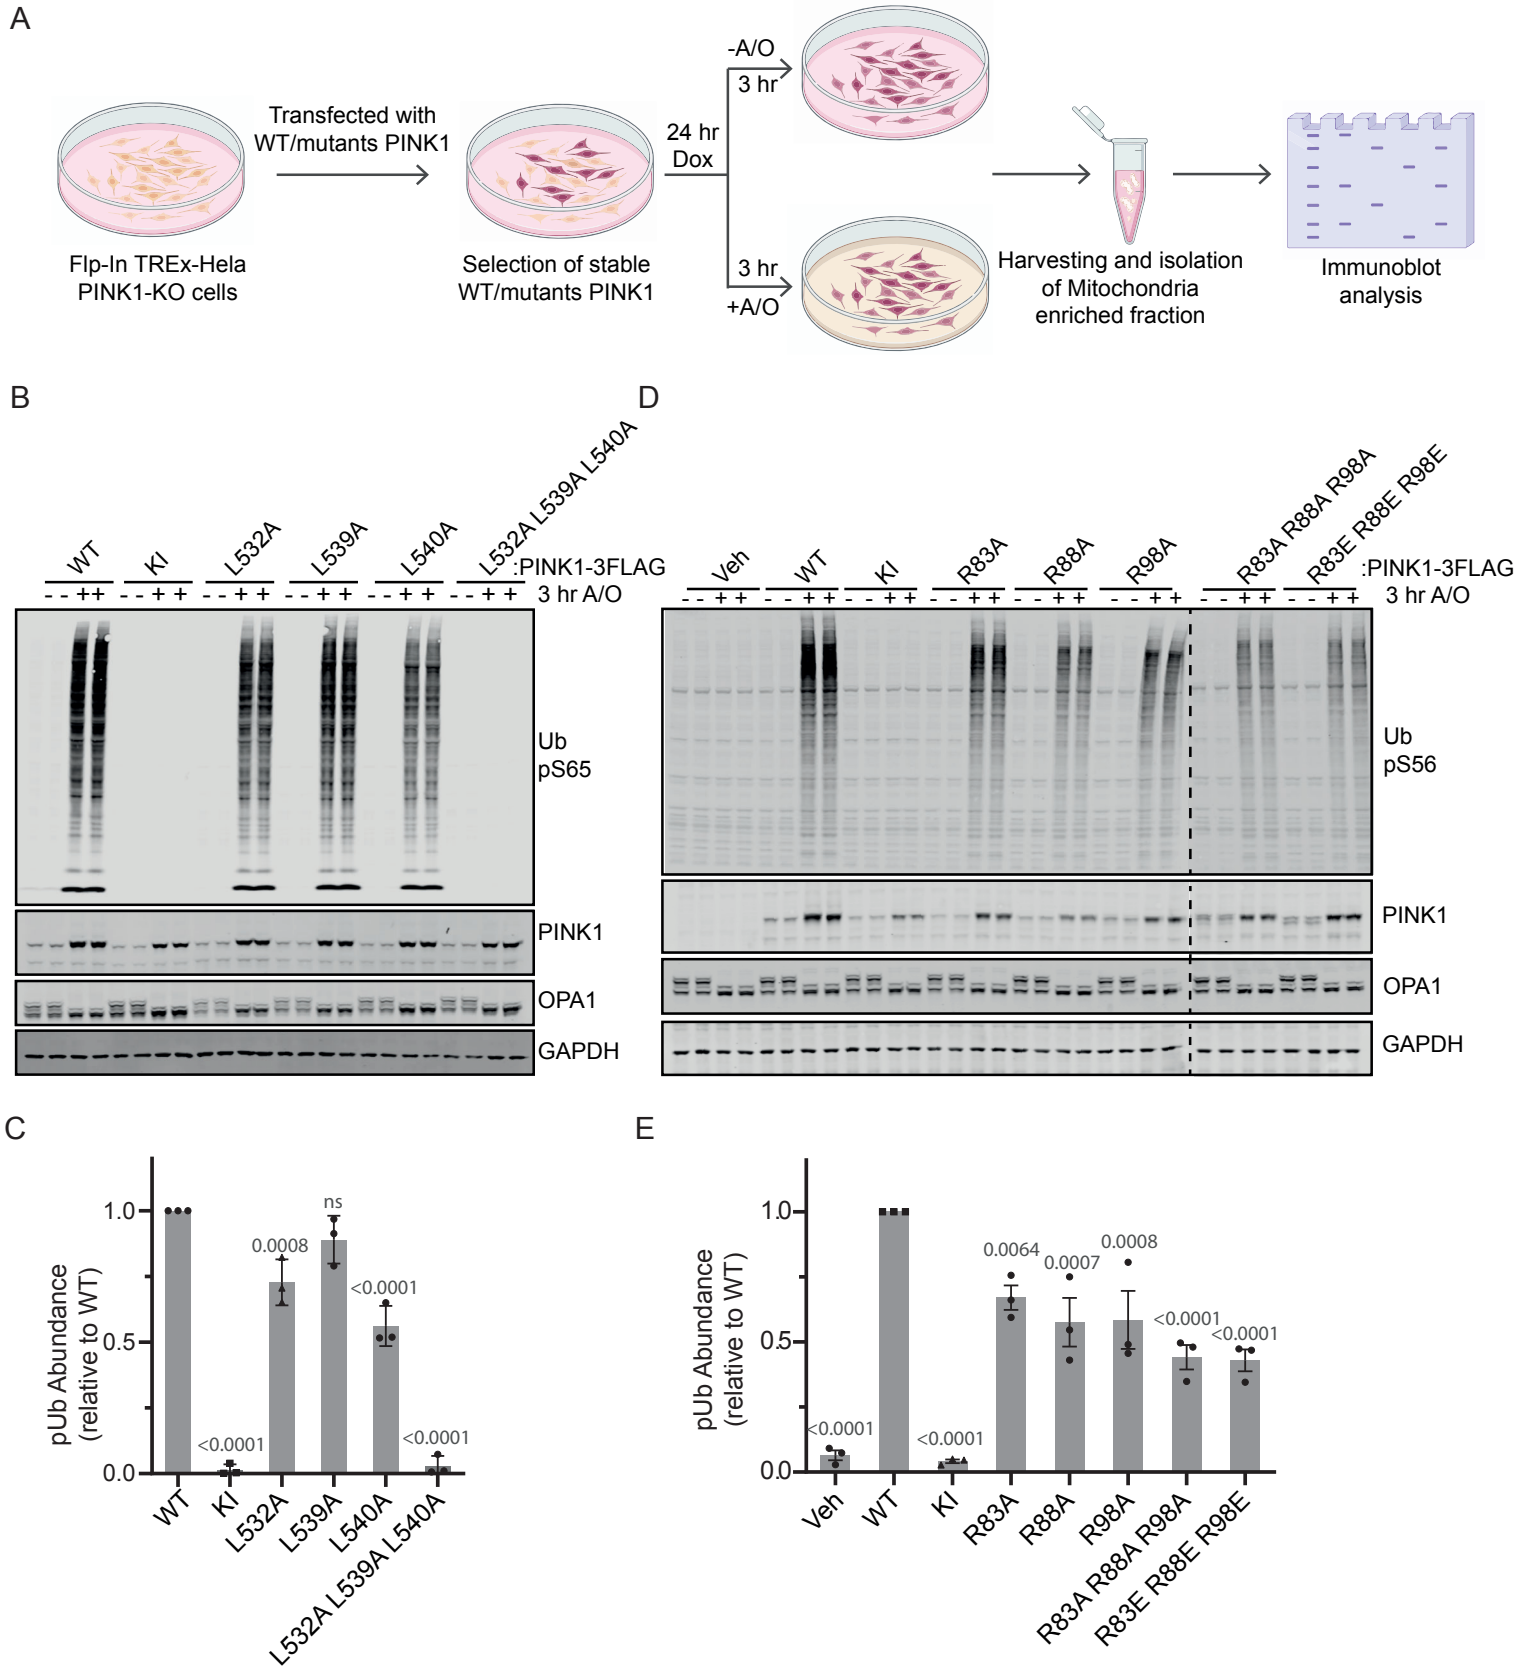 A
Flp-In TREx-Hela
PINK1-KO cells
Transfected with
WT/mutants PINK1
Selection of stable
WT/mutants PINK1
24 hr
Dox
-A/O
3 hr
3 hr
+A/O
Harvesting and isolation
of Mitochondria
enriched fraction
Immunoblot
analysis
B
WT
KI
L532A
L539A
L540A
L532A L539A L540A
:PINK1-3FLAG
- - + + - - + + - - + + - - + + - - + + - - + + 3 hr A/O
Ub
pS65
PINK1
OPA1
GAPDH
D
Veh
WT
KI
R83A
R88A
R98A
R83A R88A R98A
R83E R88E R98E
:PINK1-3FLAG
- - + + - - + + - - + + - - + + - - + + - - + + - - + + - - + + 3 hr A/O
Ub
pS56
PINK1
OPA1
GAPDH
C
pUb Abundance
(relative to WT)
1.0
0.5
0.0
<0.0001
0.0008
ns
<0.0001
<0.0001
WT
KI
L532A
L539A
L540A
L532A L539A L540A
E
pUb Abundance
(relative to WT)
1.0
0.5
0.0
<0.0001
<0.0001
0.0064
0.0007
0.0008
<0.0001
<0.0001
Veh
WT
KI
R83A
R88A
R98A
R83A R88A R98A
R83E R88E R98E